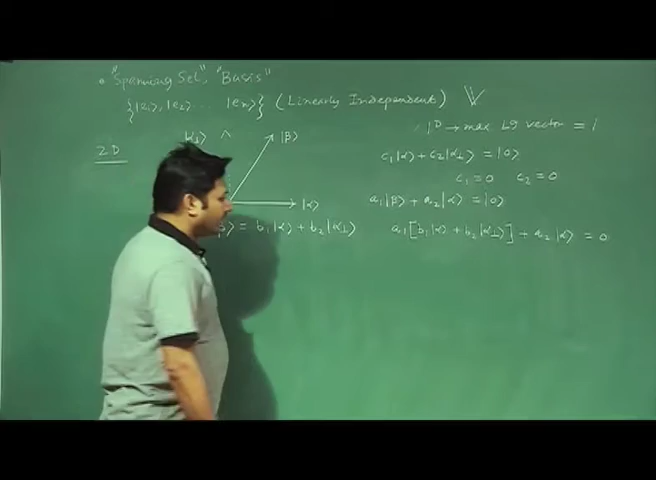 • "Spanning Set", "Basis"
{|e₁⟩, |e₂⟩ ... |eₙ⟩} (Linearly Independent) V
1D → max LI vector = 1
2D |α⊥⟩ |β⟩
c₁|α⟩ + c₂|α⊥⟩ = |0⟩
c₁ = 0 c₂ = 0
|α⟩ a₁|β⟩ + a₂|α⟩ = |0⟩
β⟩ = b₁|α⟩ + b₂|α⊥⟩ a₁[b₁|α⟩ + b₂|α⊥⟩] + a₂|α⟩ = 0